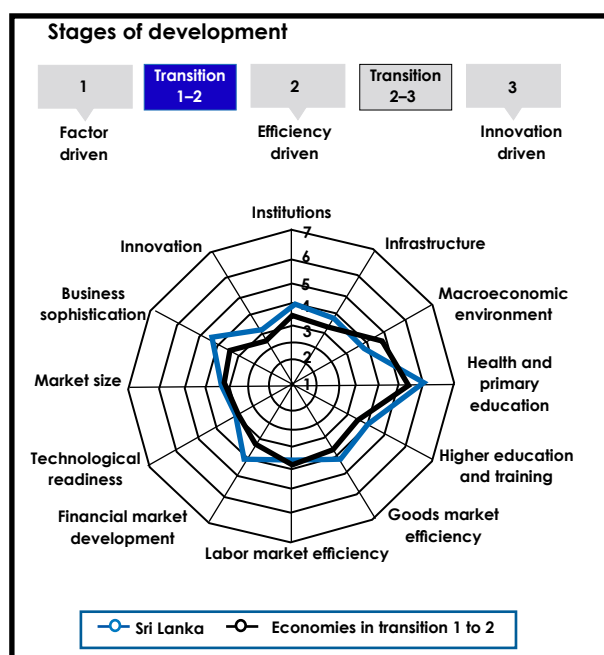 Stages of development
1
Transition
1–2
2
Transition
2–3
3
Factor
driven
Efficiency
driven
Innovation
driven
Institutions
Infrastructure
Macroeconomic
environment
Health and
primary
education
Higher education
and training
Goods market
efficiency
Labor market efficiency
Financial market
development
Technological
readiness
Market size
Business
sophistication
Innovation
7
6
5
4
3
2
1
Sri Lanka
Economies in transition 1 to 2